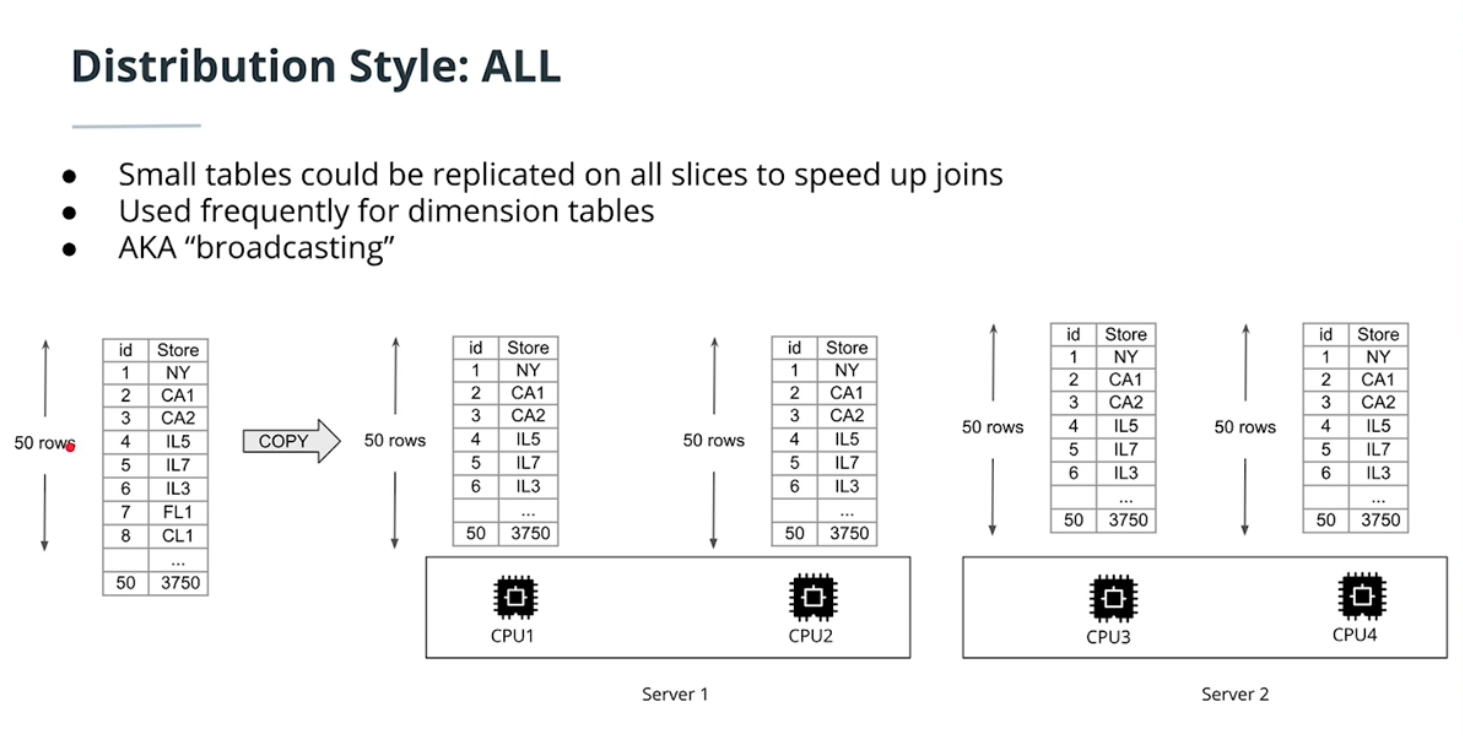 Distribution Style: ALL
● Small tables could be replicated on all slices to speed up joins
● Used frequently for dimension tables
● AKA “broadcasting”
50 rows
id Store
1 NY
2 CA1
3 CA2
4 IL5
5 IL7
6 IL3
7 FL1
8 CL1
...
50 3750
COPY
50 rows
id Store
1 NY
2 CA1
3 CA2
4 IL5
5 IL7
6 IL3
...
50 3750
50 rows
id Store
1 NY
2 CA1
3 CA2
4 IL5
5 IL7
6 IL3
...
50 3750
CPU1
CPU2
Server 1
50 rows
id Store
1 NY
2 CA1
3 CA2
4 IL5
5 IL7
6 IL3
...
50 3750
50 rows
id Store
1 NY
2 CA1
3 CA2
4 IL5
5 IL7
6 IL3
...
50 3750
CPU3
CPU4
Server 2